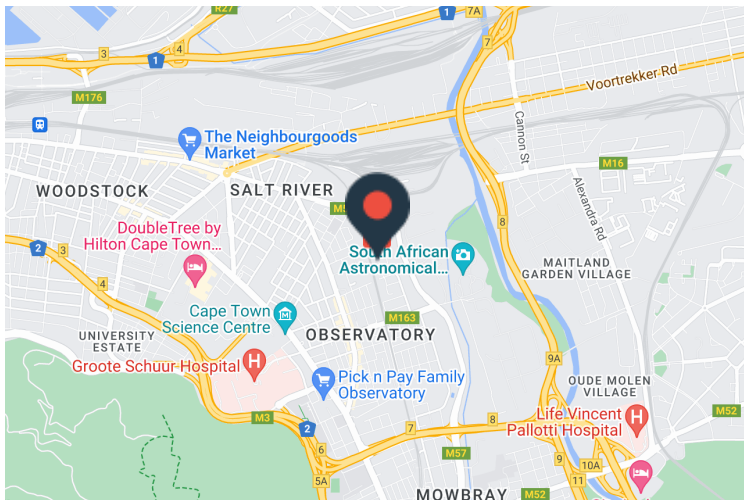 R27
1
7A
4
3
1
7
Voortrekker Rd
M176
Cannon St
The Neighbourgoods
Market
M16
WOODSTOCK
SALT RIVER
Alexandra Rd
DoubleTree by
Hilton Cape Town...
8
2
3
South African
Astronomical...
MAITLAND
GARDEN VILLAGE
4
Cape Town
Science Centre
M163
UNIVERSITY
ESTATE
OBSERVATORY
Groote Schuur Hospital
H
9A
Pick n Pay Family
Observatory
OUDE MOLEN
VILLAGE
M3
2
7
8
Life Vincent
Pallotti Hospital
H
M52
6
M57
9
10A
5A
11
MOWBRAY
M52